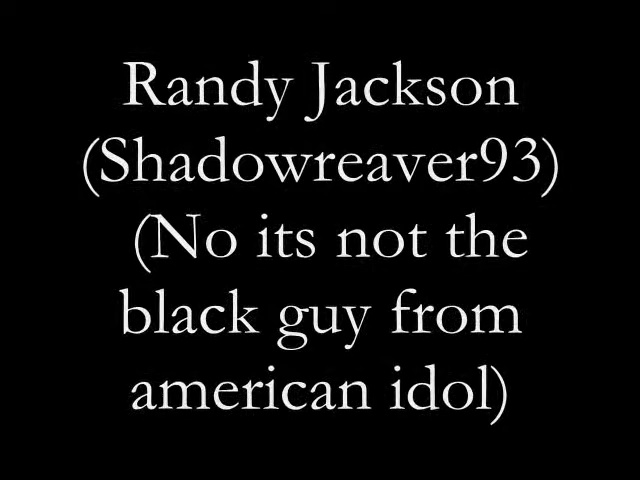 Randy Jackson
(Shadowreaver93)
(No its not the
black guy from
american idol)